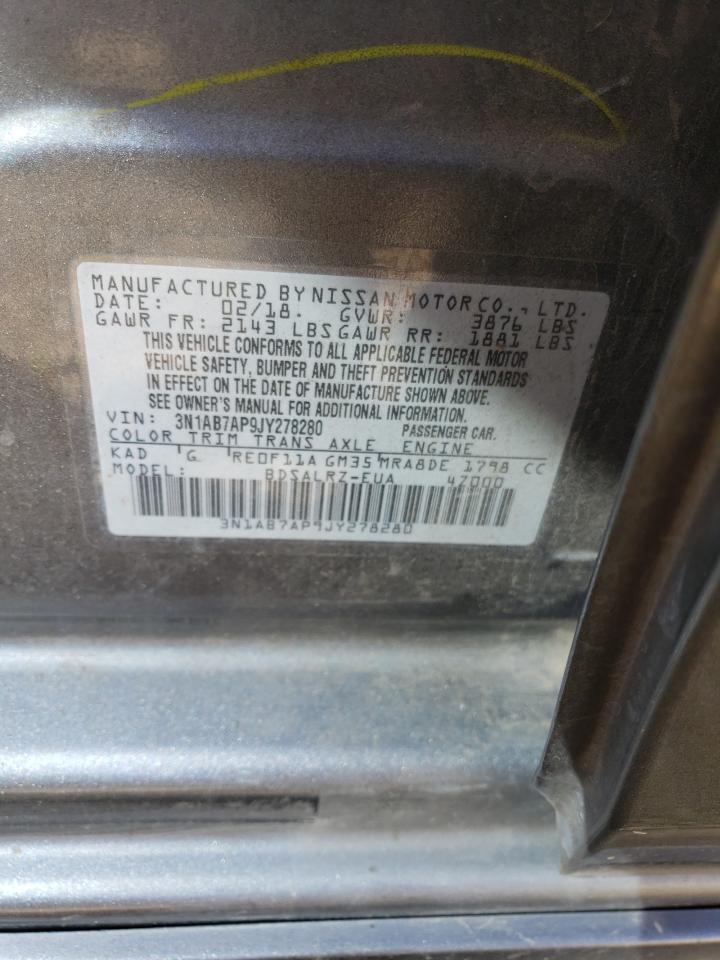 MANUFACTURED BY NISSAN MOTOR CO., LTD.
DATE: 02/18. GVWR: 3876 LBS
GAWR FR: 2143 LBS GAWR RR: 1881 LBS
THIS VEHICLE CONFORMS TO ALL APPLICABLE FEDERAL MOTOR
VEHICLE SAFETY, BUMPER AND THEFT PREVENTION STANDARDS
IN EFFECT ON THE DATE OF MANUFACTURE SHOWN ABOVE.
SEE OWNER'S MANUAL FOR ADDITIONAL INFORMATION.
VIN: 3N1AB7AP9JY278280 PASSENGER CAR.
COLOR TRIM TRANS AXLE ENGINE
KAD G RE0F11A GM35 MRA8DE 1798 CC
MODEL: BDSALRZ-EUA 47000
3N1AB7AP9JY278280